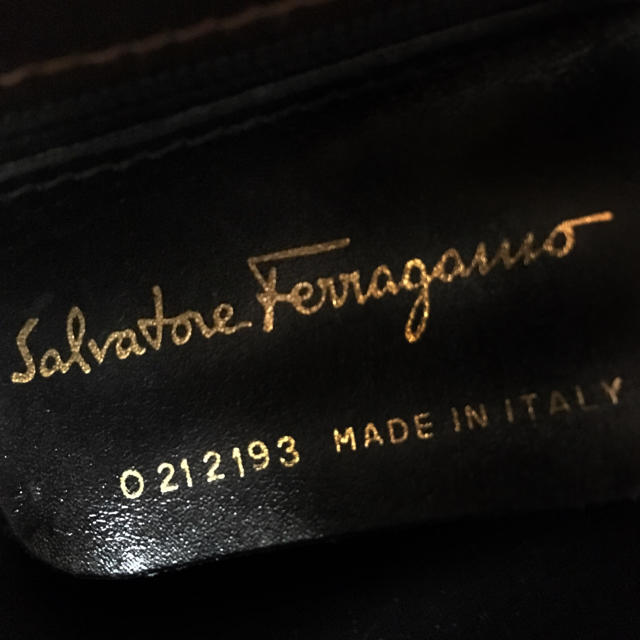 Salvatore Ferragamo
0212193 MADE IN ITALY